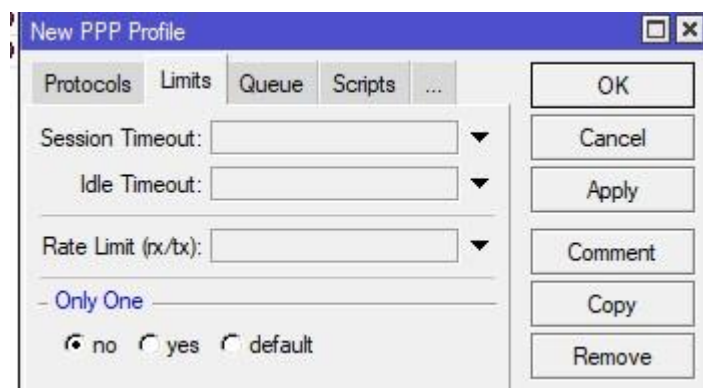 New PPP Profile
Protocols Limits Queue Scripts ...
Session Timeout:
Idle Timeout:
Rate Limit (rx/tx):
Only One
no yes default
OK
Cancel
Apply
Comment
Copy
Remove